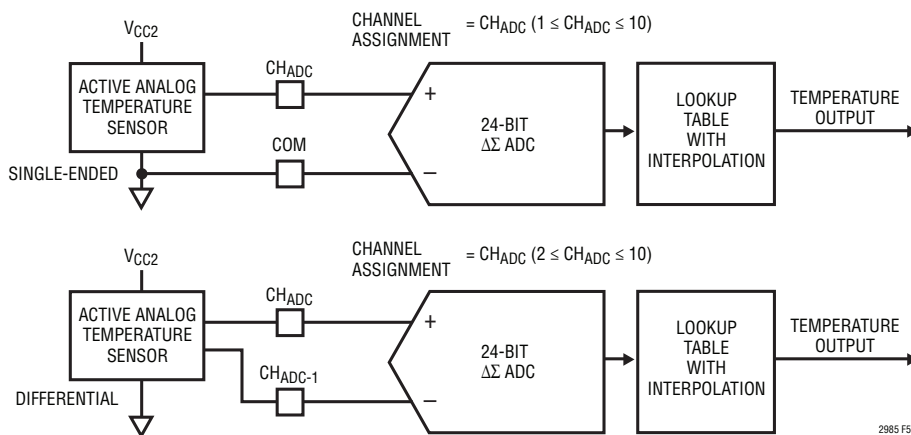 CHANNEL ASSIGNMENT = CHADC (1 ≤ CHADC ≤ 10)
VCC2
ACTIVE ANALOG
TEMPERATURE
SENSOR
SINGLE-ENDED
CHADC
COM
+
–
24-BIT
ΔΣ ADC
LOOKUP
TABLE
WITH
INTERPOLATION
TEMPERATURE
OUTPUT
CHANNEL ASSIGNMENT = CHADC (2 ≤ CHADC ≤ 10)
VCC2
ACTIVE ANALOG
TEMPERATURE
SENSOR
DIFFERENTIAL
CHADC
CHADC-1
+
–
24-BIT
ΔΣ ADC
LOOKUP
TABLE
WITH
INTERPOLATION
TEMPERATURE
OUTPUT
2985 F5